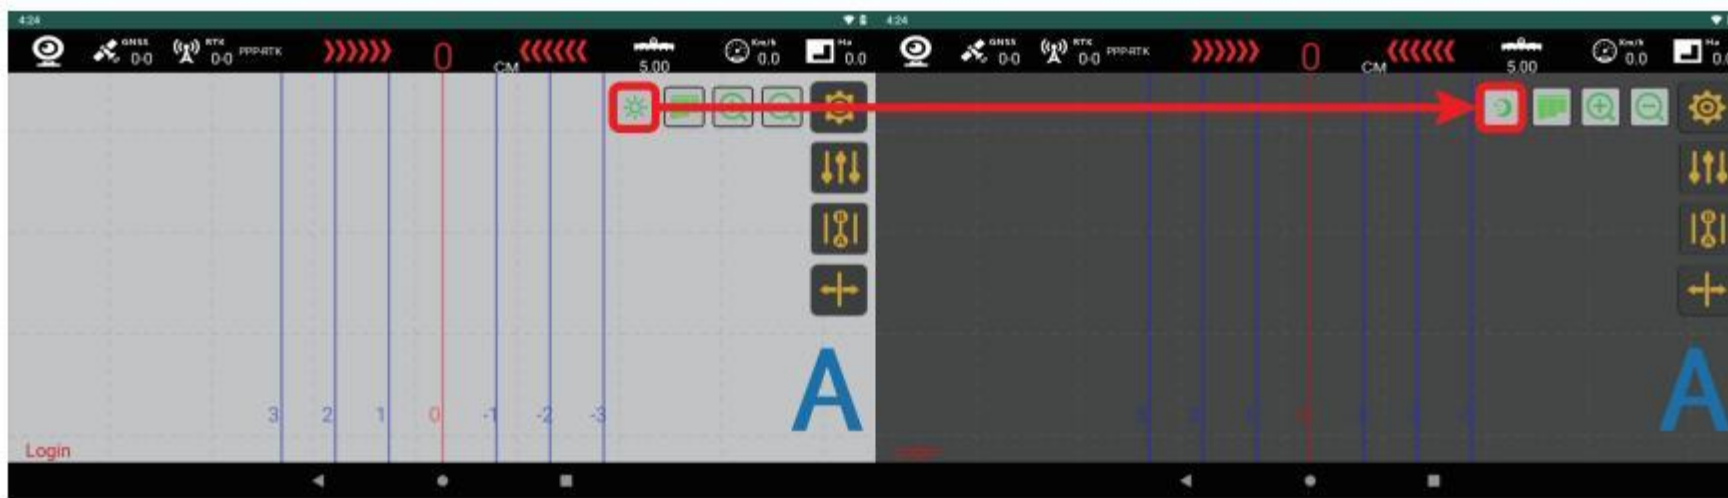 4:24
GNSS
0-0
RTK
0-0
PPP-RTK
0
CM
5.00
Km/h
0.0
Ha
0.0
B
A
3 2 1 0 -1 -2 -3
A
Login
4:24
GNSS
0-0
RTK
0-0
PPP-RTK
0
CM
5.00
Km/h
0.0
Ha
B
A
A